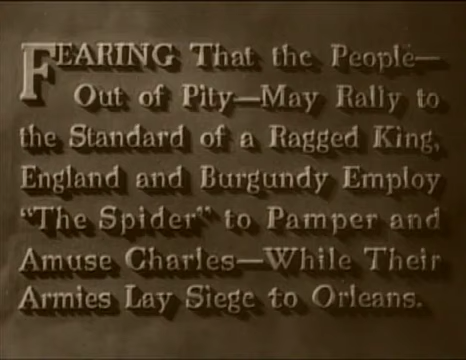 FEARING That the People—
Out of Pity—May Rally to
the Standard of a Ragged King,
England and Burgundy Employ
"The Spider" to Pamper and
Amuse Charles—While Their
Armies Lay Siege to Orleans.